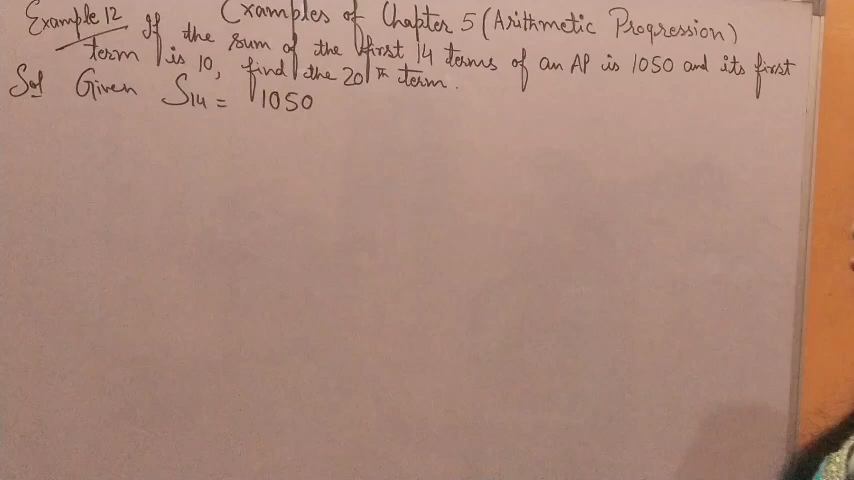 Examples of Chapter 5 (Arithmetic Progression)
Example 12 If the sum of the first 14 terms of an AP is 1050 and its first
term is 10, find the 20th term.
Sol Given S14 = 1050